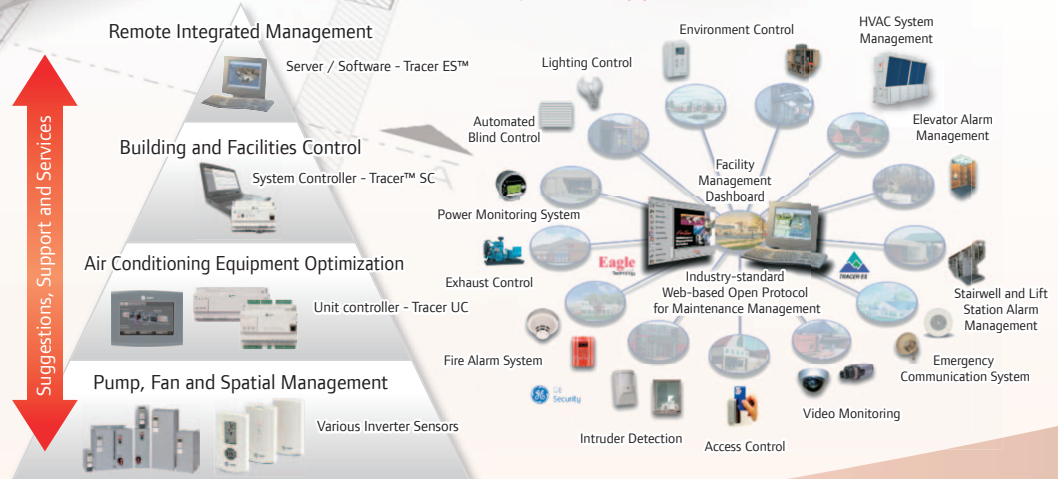 Remote Integrated Management
Server / Software - Tracer ES™
Building and Facilities Control
System Controller - Tracer™ SC
Air Conditioning Equipment Optimization
Unit controller - Tracer UC
Pump, Fan and Spatial Management
Various Inverter Sensors
Suggestions, Support and Services
Environment Control
HVAC System
Management
Lighting Control
Elevator Alarm
Management
Automated
Blind Control
Facility
Management
Dashboard
Power Monitoring System
Eagle
Technology
TRACER ES
Exhaust Control
Industry-standard
Web-based Open Protocol
for Maintenance Management
Stairwell and Lift
Station Alarm
Management
Fire Alarm System
Emergency
Communication System
GE
Security
Video Monitoring
Intruder Detection
Access Control